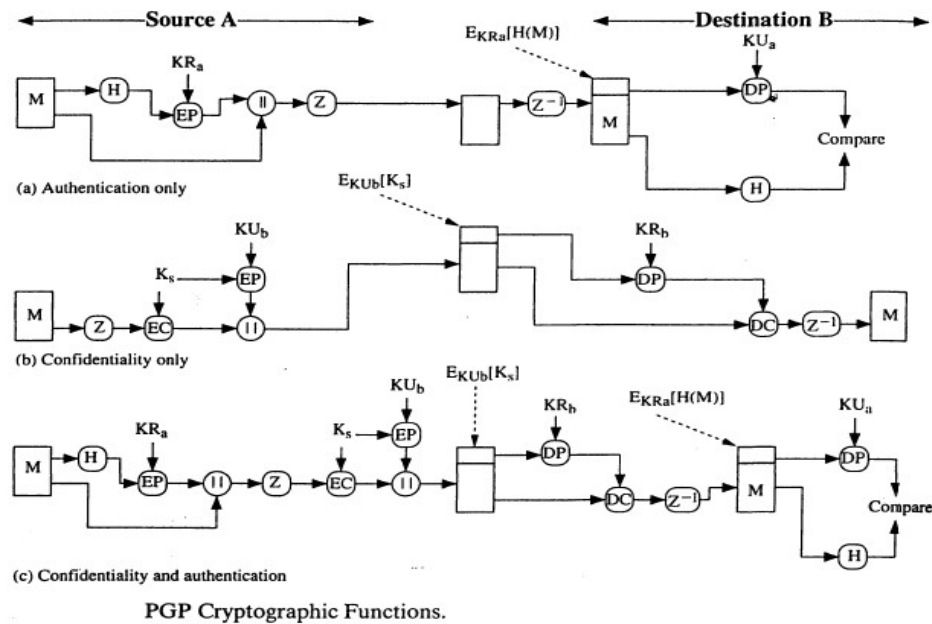 Source A
Destination B
E_KRa[H(M)]
KU_a
KR_a
M
H
EP
||
Z
Z⁻¹
M
DP
Compare
H
(a) Authentication only
E_KUb[K_s]
KU_b
KR_b
K_s
EP
DP
M
Z
EC
||
DC
Z⁻¹
M
(b) Confidentiality only
E_KUb[K_s]
KU_b
KR_b
E_KRa[H(M)]
KU_a
KR_a
K_s
EP
M
H
EP
||
Z
EC
||
DP
DC
Z⁻¹
M
DP
Compare
H
(c) Confidentiality and authentication
PGP Cryptographic Functions.